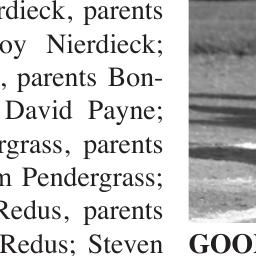 rdieck, parents
oy Nierdieck;
, parents Bon-
David Payne;
rgrass, parents
m Pendergrass;
Redus, parents
Redus; Steven
GOO